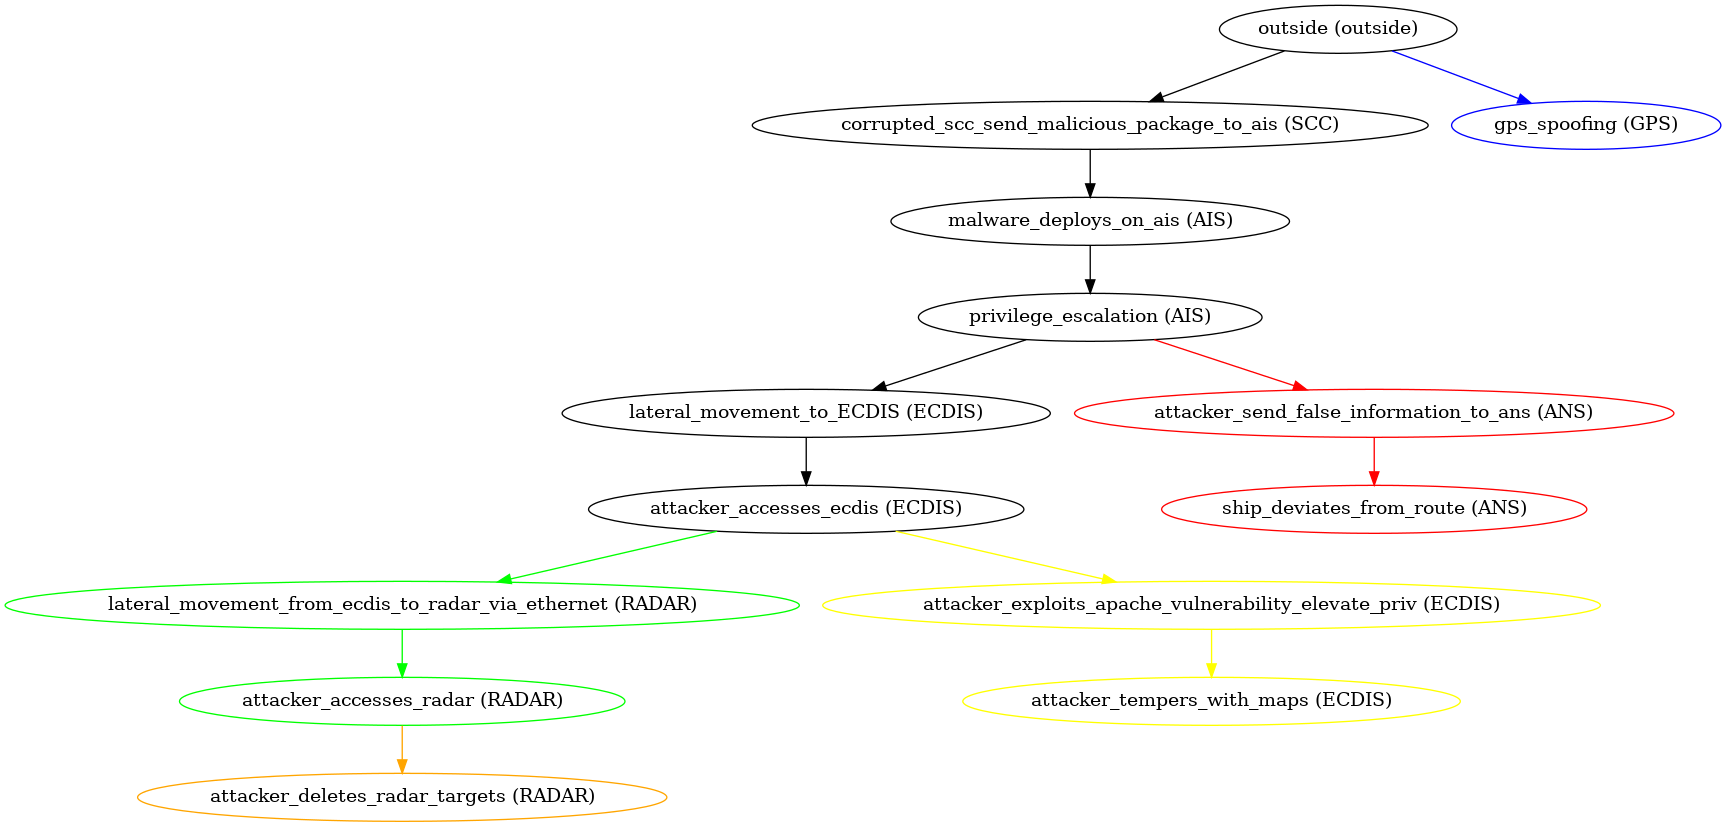 outside (outside)
corrupted_scc_send_malicious_package_to_ais (SCC)
gps_spoofing (GPS)
malware_deploys_on_ais (AIS)
privilege_escalation (AIS)
lateral_movement_to_ECDIS (ECDIS)
attacker_send_false_information_to_ans (ANS)
attacker_accesses_ecdis (ECDIS)
ship_deviates_from_route (ANS)
lateral_movement_from_ecdis_to_radar_via_ethernet (RADAR)
attacker_exploits_apache_vulnerability_elevate_priv (ECDIS)
attacker_accesses_radar (RADAR)
attacker_tempers_with_maps (ECDIS)
attacker_deletes_radar_targets (RADAR)